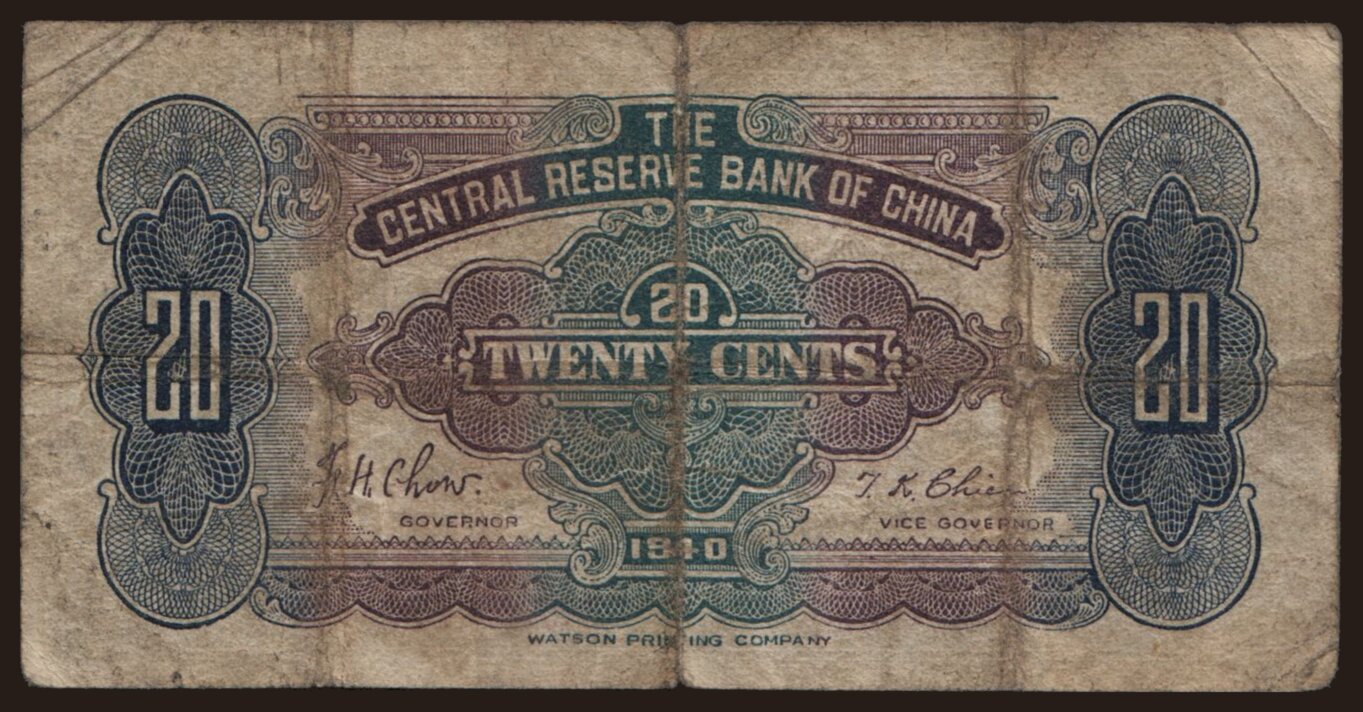 THE
CENTRAL RESERVE BANK OF CHINA
20
TWENTY CENTS
20
20
H. Chow.
T. K. Chien
GOVERNOR
VICE GOVERNOR
1940
WATSON PRINTING COMPANY